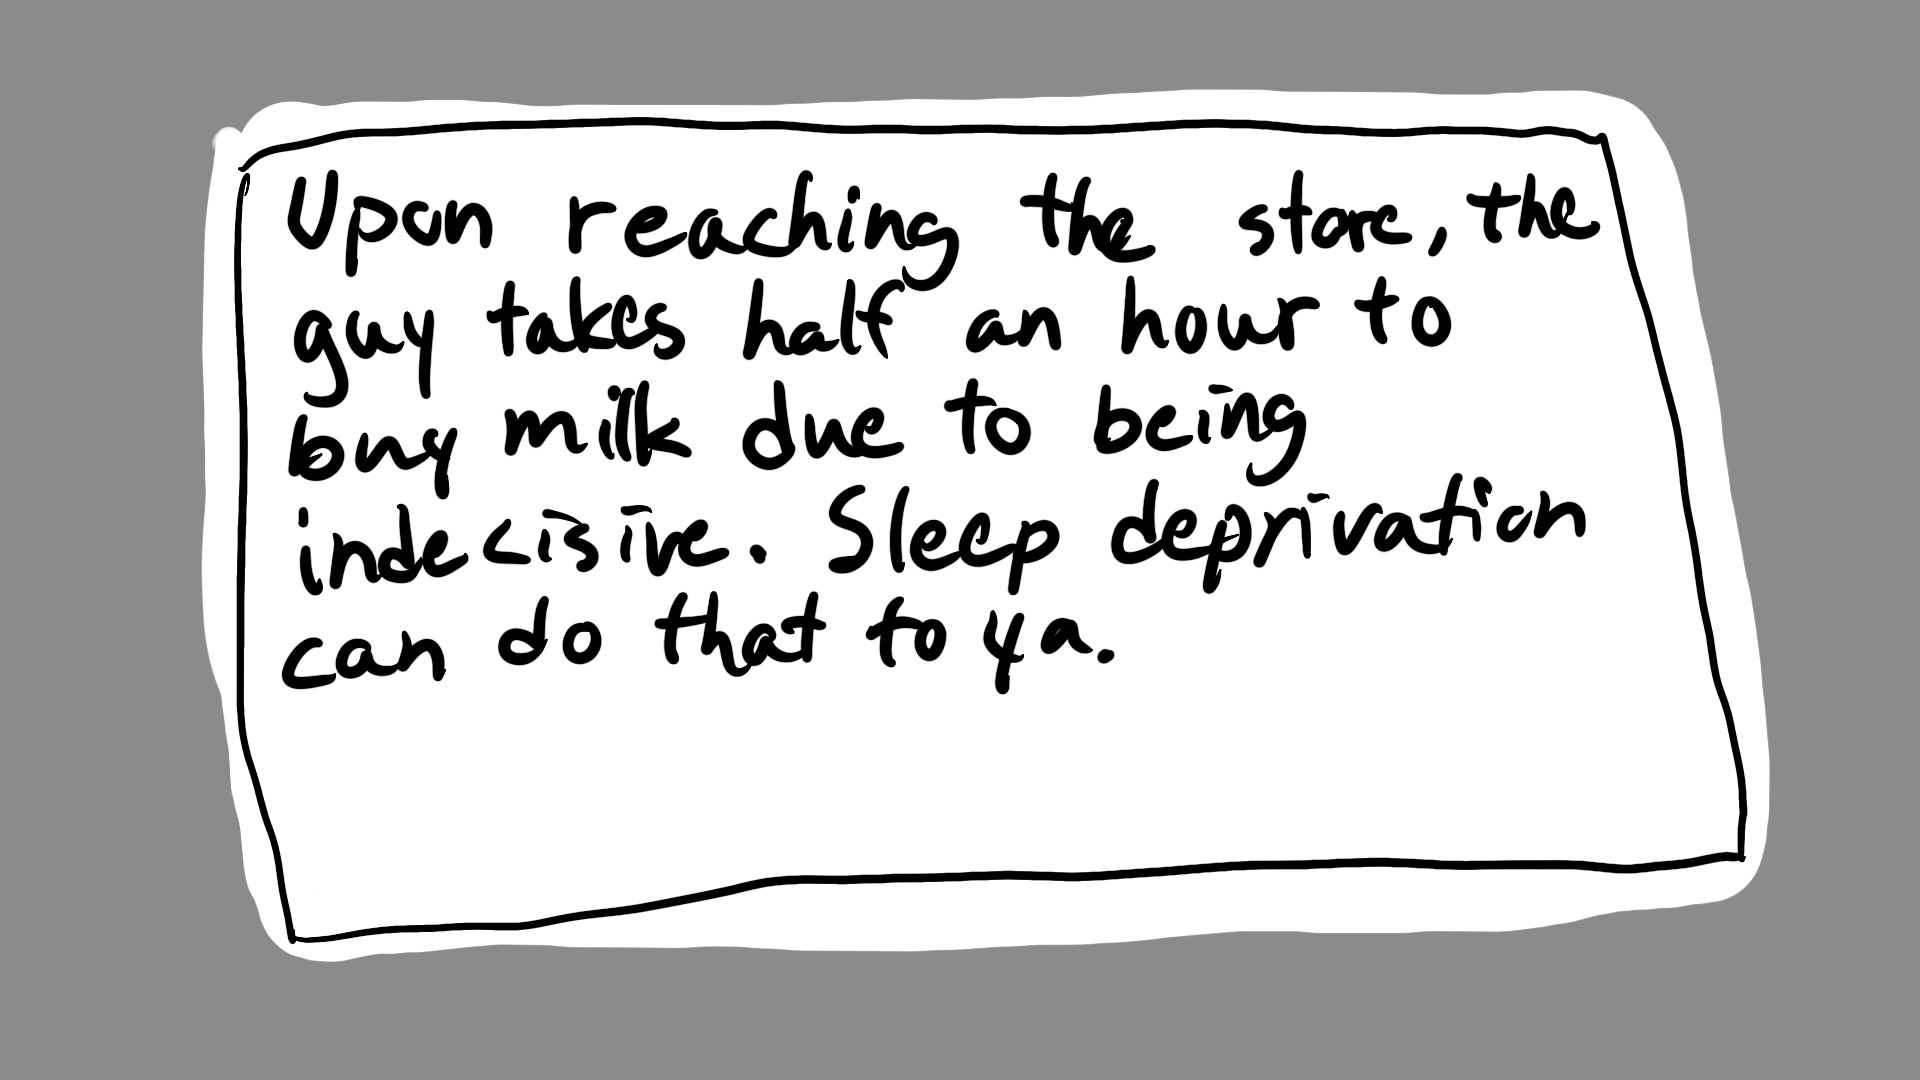 Upon reaching the store, the
guy takes half an hour to
buy milk due to being
indecisive. Sleep deprivation
can do that to ya.